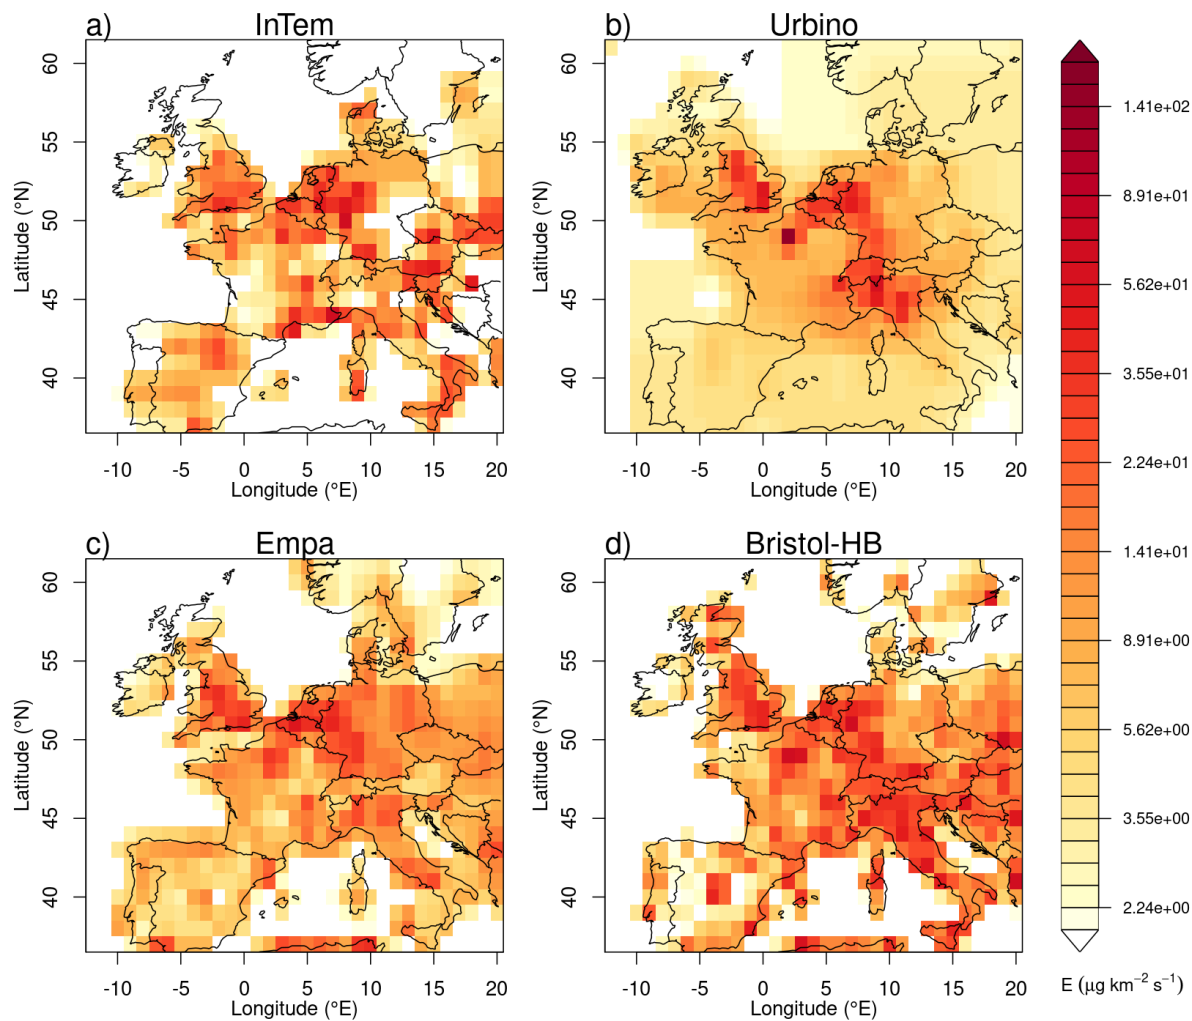 a) InTem
60
55
50
45
40
Latitude (°N)
-10 -5 0 5 10 15 20
Longitude (°E)
b) Urbino
60
55
50
45
40
Latitude (°N)
-10 -5 0 5 10 15 20
Longitude (°E)
c) Empa
60
55
50
45
40
Latitude (°N)
-10 -5 0 5 10 15 20
Longitude (°E)
d) Bristol-HB
60
55
50
45
40
Latitude (°N)
-10 -5 0 5 10 15 20
Longitude (°E)
1.41e+02
8.91e+01
5.62e+01
3.55e+01
2.24e+01
1.41e+01
8.91e+00
5.62e+00
3.55e+00
2.24e+00
E (μg km⁻² s⁻¹)